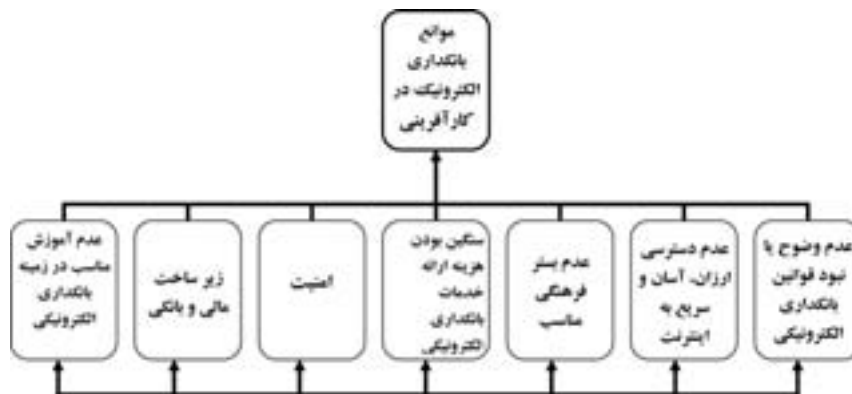 موانع
بانکداری
الکترونیک در
کارآفرینی
عدم وضوح یا
نبود قوانین
بانکداری
الکترونیکی
عدم دسترسی
ارزان، آسان و
سریع به
اینترنت
عدم بستر
فرهنگی
مناسب
سنگین بودن
هزینه ارائه
خدمات
بانکداری
الکترونیکی
امنیت
زیر ساخت
مالی و بانکی
عدم آموزش
مناسب در زمینه
بانکداری
الکترونیکی